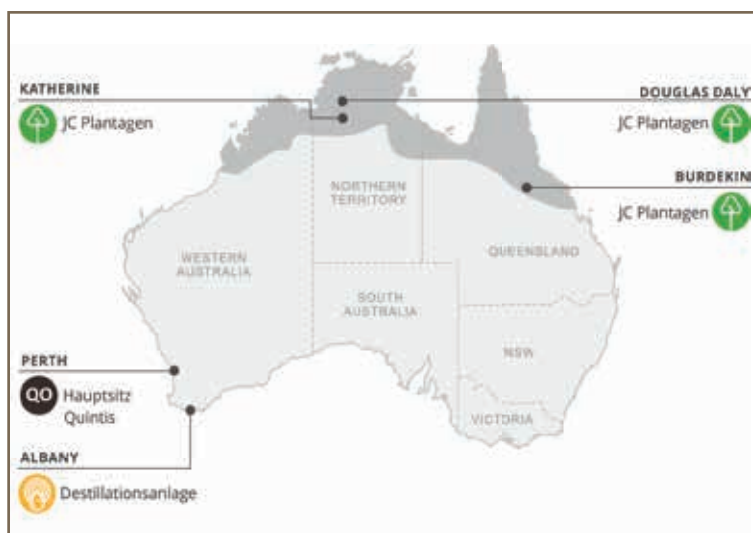 KATHERINE
JC Plantagen
DOUGLAS DALY
JC Plantagen
BURDEKIN
JC Plantagen
NORTHERN
TERRITORY
WESTERN
AUSTRALIA
QUEENSLAND
SOUTH
AUSTRALIA
NSW
VICTORIA
PERTH
QO
Hauptsitz
Quintis
ALBANY
Destillationsanlage